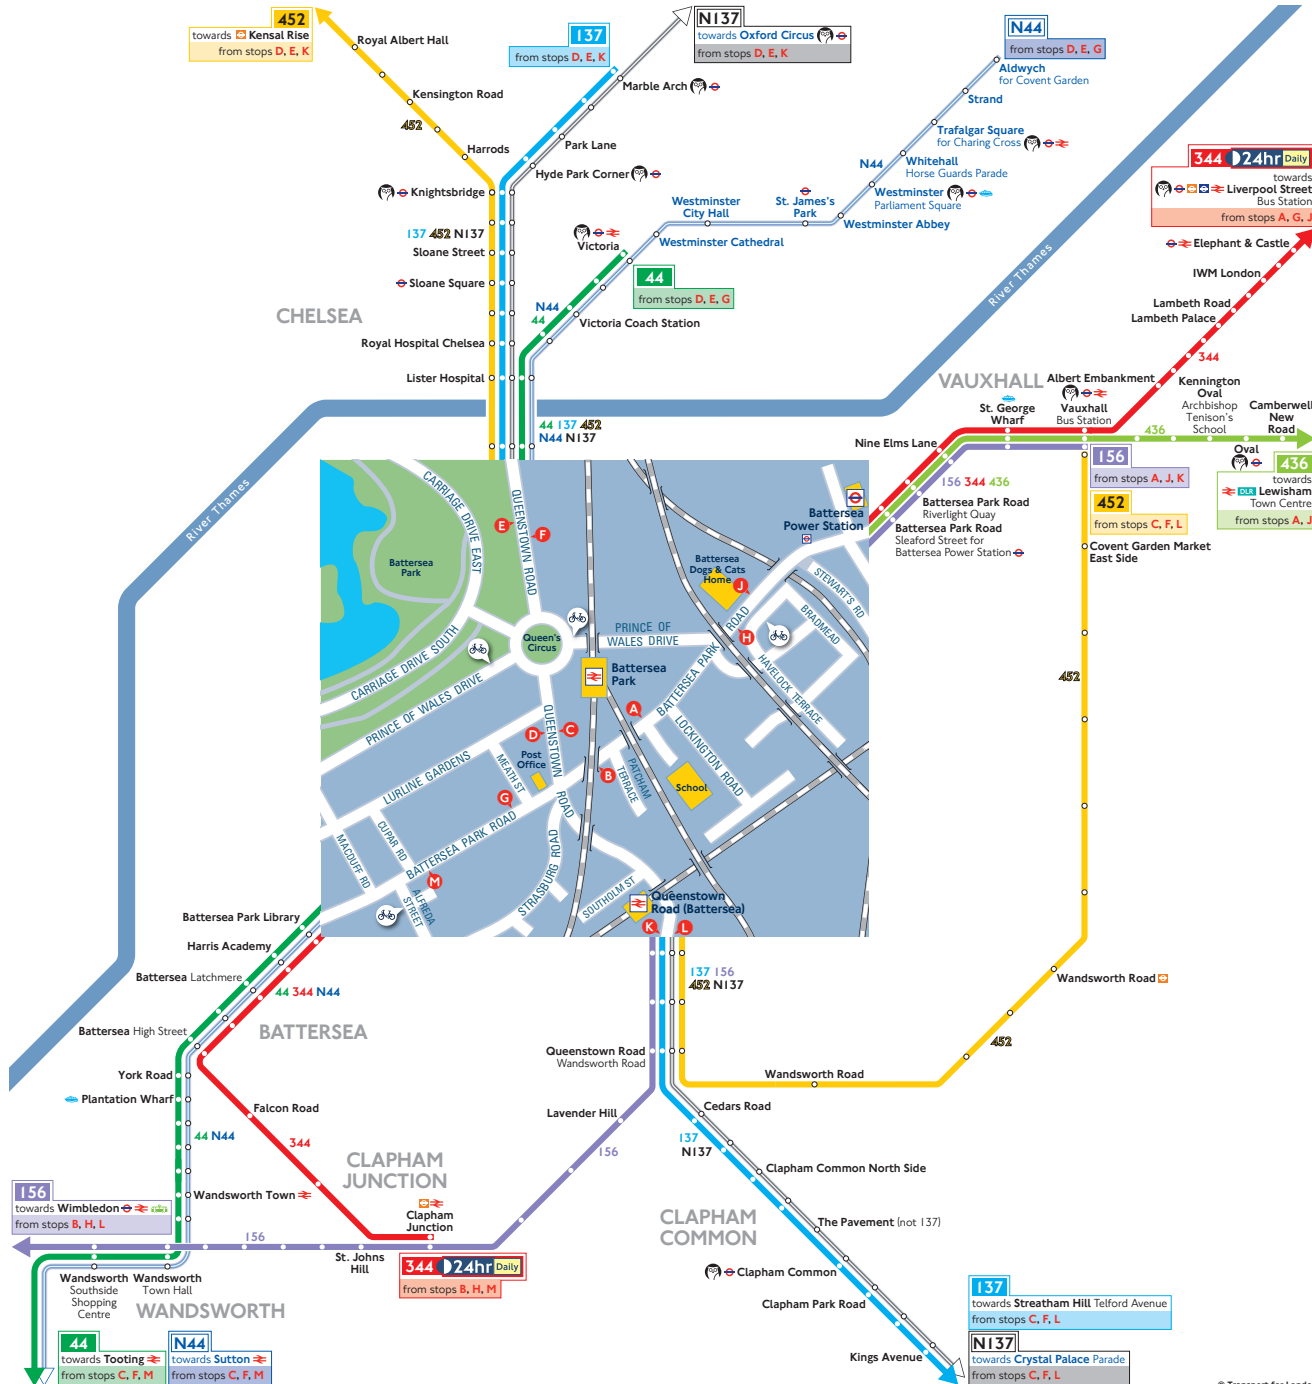 452
towards Kensal Rise
from stops D, E, K
Royal Albert Hall
Kensington Road
452
Harrods
Knightsbridge
137 452 N137
Sloane Street
Sloane Square
CHELSEA
Royal Hospital Chelsea
Lister Hospital
137
from stops D, E, K
N137
towards Oxford Circus
from stops D, E, K
Marble Arch
Park Lane
Hyde Park Corner
N44
from stops D, E, G
Aldwych
for Covent Garden
Strand
Trafalgar Square
for Charing Cross
N44
Whitehall
Horse Guards Parade
Westminster
Parliament Square
Westminster Abbey
St. James's
Park
Westminster
City Hall
Westminster Cathedral
Victoria
44
from stops D, E, G
N44
44
Victoria Coach Station
44 137 452
N44 N137
River Thames
River Thames
344 24hr Daily
towards
Liverpool Street
Bus Station
from stops A, G, J
Elephant & Castle
IWM London
Lambeth Road
Lambeth Palace
344
Albert Embankment
VAUXHALL
St. George
Wharf
Vauxhall
Bus Station
Kennington
Oval
Archbishop
Tenison's
School
Camberwell
New
Road
436
Oval
436
towards
DLR Lewisham
Town Centre
from stops A, J
Nine Elms Lane
156 344 436
156
from stops A, J, K
452
from stops C, F, L
Battersea Park Road
Riverlight Quay
Battersea Park Road
Sleaford Street for
Battersea Power Station
Covent Garden Market
East Side
452
CARRIAGE DRIVE EAST
QUEENSTOWN ROAD
E
F
Battersea
Park
Battersea
Power Station
Battersea
Dogs & Cats
Home
J
STEWART'S RD
BRADMEAD
ROAD
H
HAVELOCK TERRACE
PRINCE OF
WALES DRIVE
Queen's
Circus
CARRIAGE DRIVE SOUTH
PRINCE OF WALES DRIVE
Battersea
Park
BATTERSEA PARK
A
LOCKINGTON ROAD
QUEENSTOWN
D
C
Post
Office
MEATH ST
LURLINE GARDENS
B
PATCHAM
TERRACE
School
ROAD
G
CUPAR RD
MACDUFF RD
BATTERSEA PARK ROAD
STRASBURG ROAD
M
ALFREDA
STREET
SOUTHOLM ST
Queenstown
Road (Battersea)
K
L
Battersea Park Library
Harris Academy
Battersea Latchmere
44 344 N44
BATTERSEA
Battersea High Street
York Road
Plantation Wharf
44 N44
Falcon Road
344
Wandsworth Town
156
towards Wimbledon
from stops B, H, L
156
CLAPHAM
JUNCTION
Clapham
Junction
St. Johns
Hill
344 24hr Daily
from stops B, H, M
Wandsworth
Southside
Shopping
Centre
Wandsworth
Town Hall
WANDSWORTH
44
towards Tooting
from stops C, F, M
N44
towards Sutton
from stops C, F, M
137 156
452 N137
Queenstown Road
Wandsworth Road
Lavender Hill
156
Wandsworth Road
452
Wandsworth Road
Cedars Road
137
N137
Clapham Common North Side
The Pavement (not 137)
CLAPHAM
COMMON
Clapham Common
Clapham Park Road
Kings Avenue
137
towards Streatham Hill Telford Avenue
from stops C, F, L
N137
towards Crystal Palace Parade
from stops C, F, L